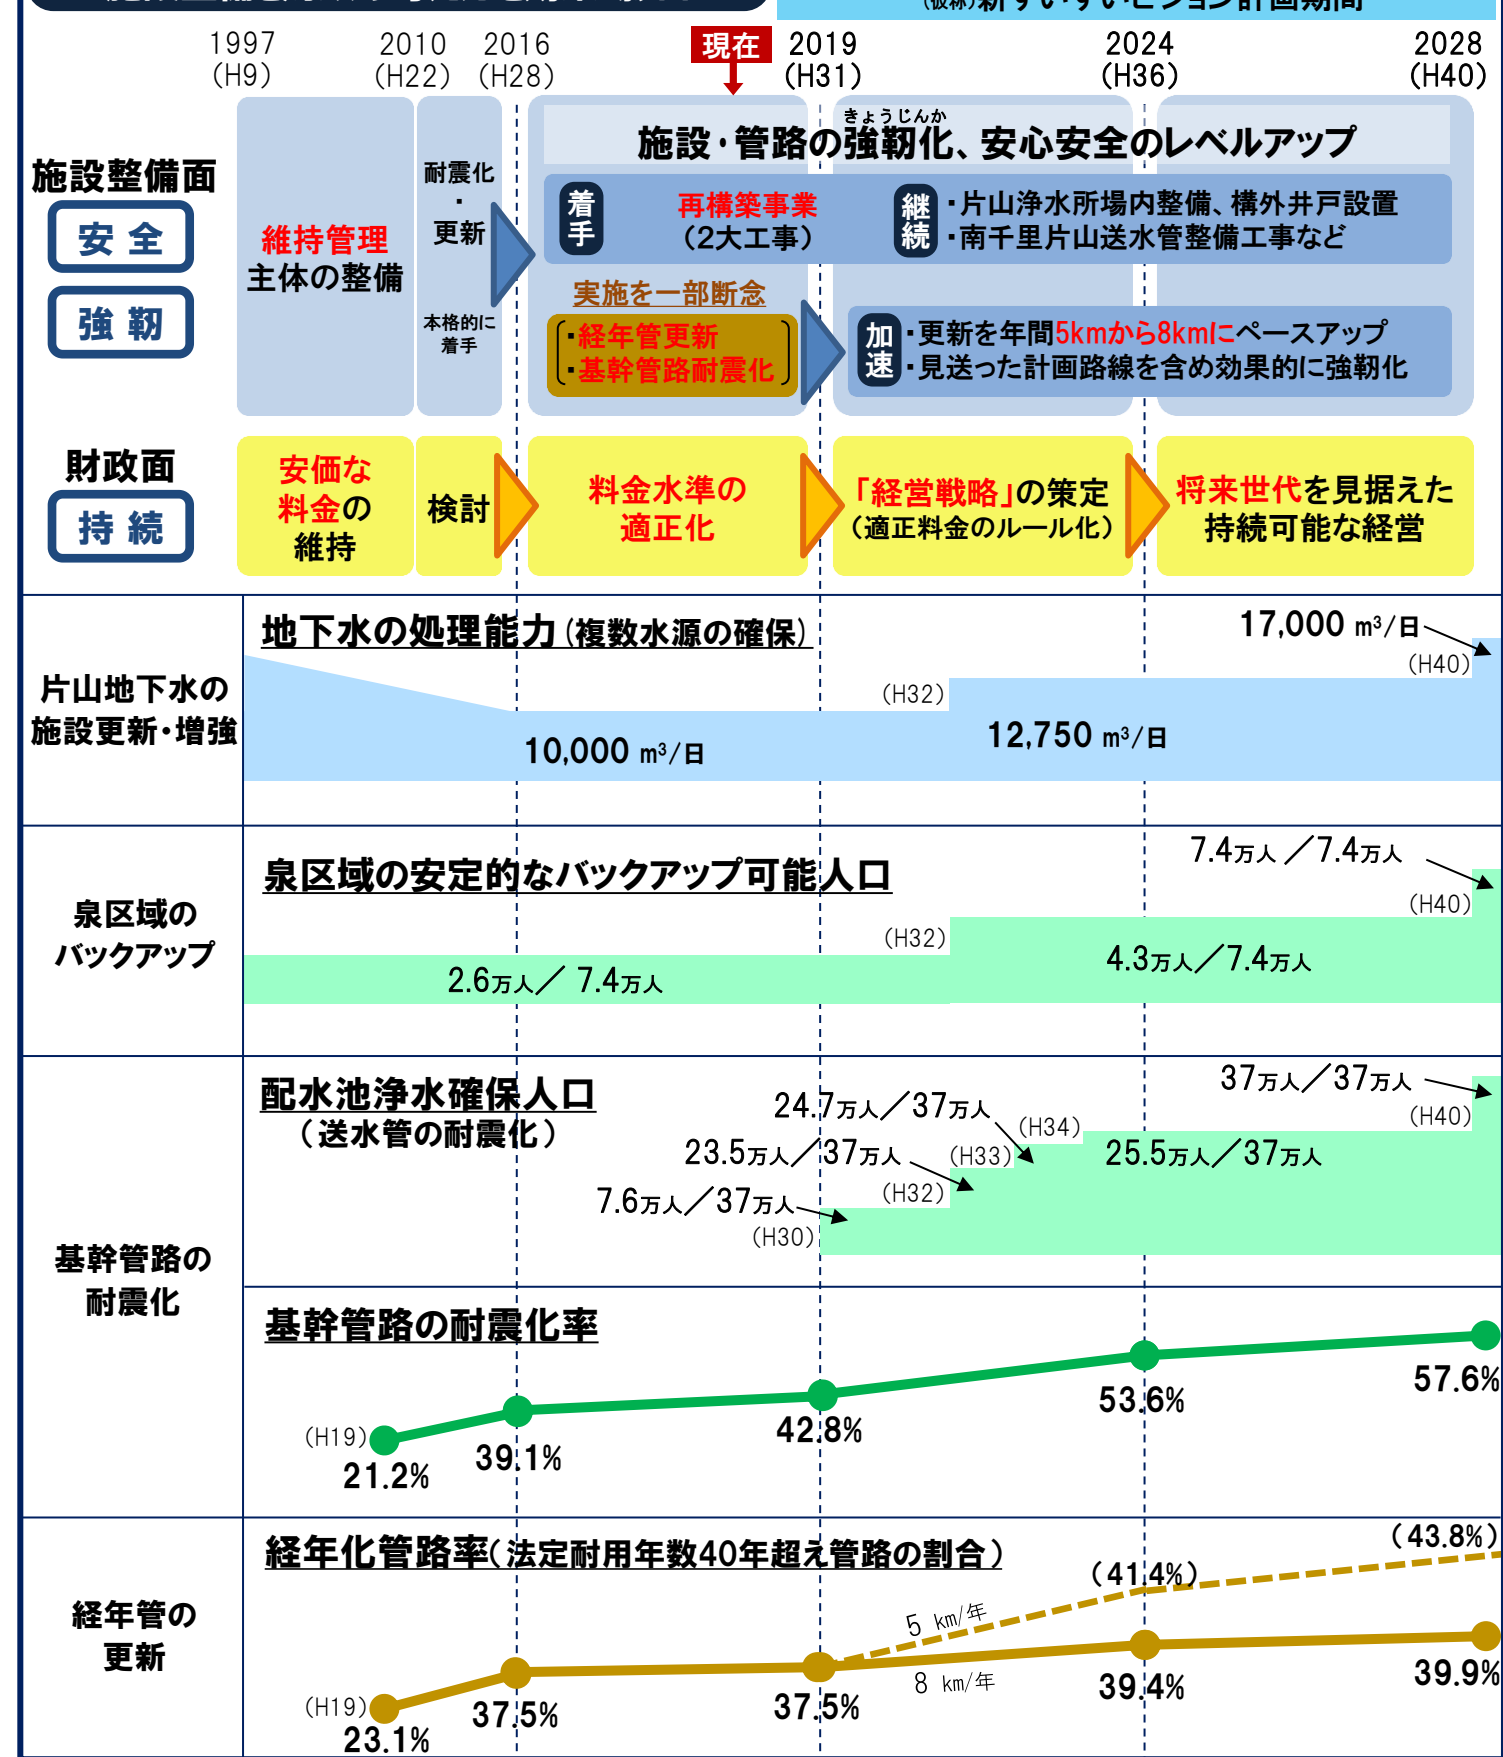 (仮称)新すいすいビジョン計画期間
1997
(H9)
2010
(H22)
2016
(H28)
現在
2019
(H31)
2024
(H36)
2028
(H40)
施設整備面
安全
強靭
維持管理
主体の整備
耐震化
・
更新
本格的に
着手
きょうじんか
施設・管路の強靭化、安心安全のレベルアップ
着手
再構築事業
（2大工事）
継続
・片山浄水所場内整備、構外井戸設置
・南千里片山送水管整備工事など
実施を一部断念
・経年管更新
・基幹管路耐震化
加速
・更新を年間5kmから8kmにペースアップ
・見送った計画路線を含め効果的に強靭化
財政面
持続
安価な
料金の
維持
検討
料金水準の
適正化
「経営戦略」の策定
（適正料金のルール化）
将来世代を見据えた
持続可能な経営
片山地下水の
施設更新・増強
地下水の処理能力（複数水源の確保）
10,000 m³/日
(H32)
12,750 m³/日
17,000 m³/日
(H40)
泉区域の
バックアップ
泉区域の安定的なバックアップ可能人口
2.6万人／7.4万人
(H32)
4.3万人／7.4万人
7.4万人／7.4万人
(H40)
基幹管路の
耐震化
配水池浄水確保人口
（送水管の耐震化）
7.6万人／37万人
(H30)
23.5万人／37万人
(H32)
24.7万人／37万人
(H33)
(H34)
25.5万人／37万人
37万人／37万人
(H40)
基幹管路の耐震化率
(H19)
21.2%
39.1%
42.8%
53.6%
57.6%
経年管の
更新
経年化管路率（法定耐用年数40年超え管路の割合）
(H19)
23.1%
37.5%
37.5%
5 km/年
8 km/年
(41.4%)
39.4%
(43.8%)
39.9%